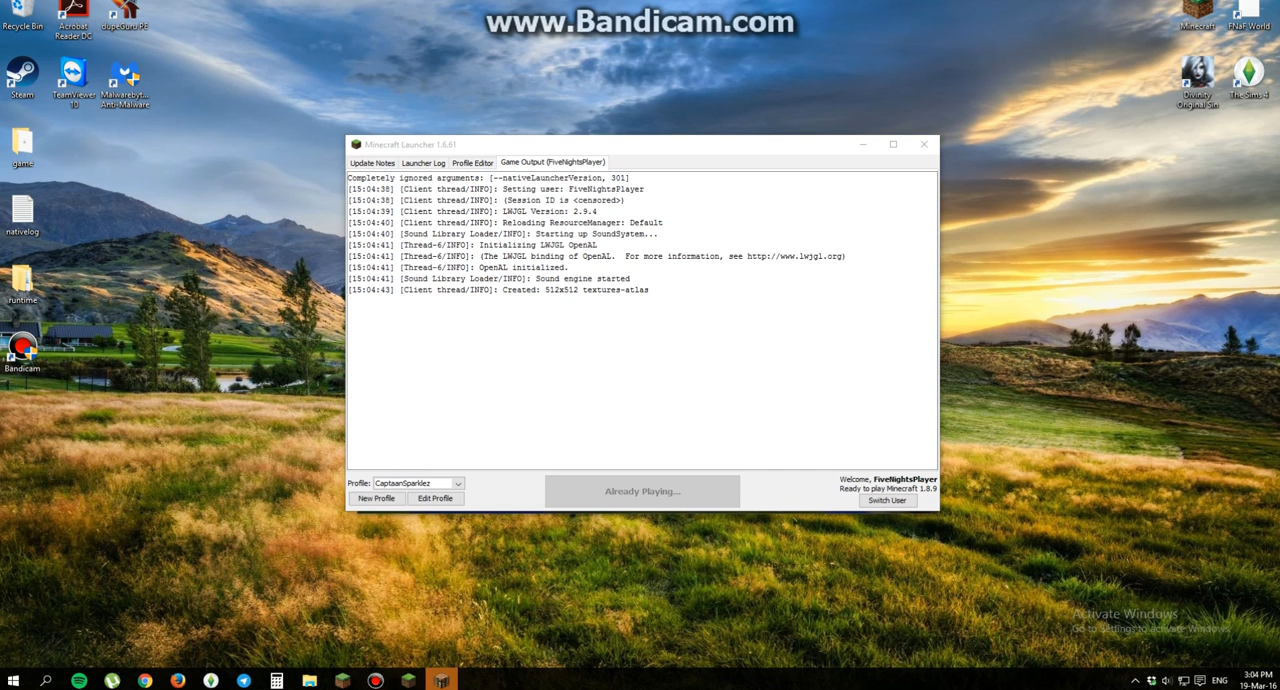 www.Bandicam.com
Recycle Bin
Acrobat
Reader DC
dupeGuru PE
Minecraft
FNaF World
Steam
TeamViewer
10
Malwarebyt...
Anti-Malware
Divinity
Original Sin
The Sims 4
game
nativelog
runtime
Bandicam
Minecraft Launcher 1.6.61
Update Notes
Launcher Log
Profile Editor
Game Output (FiveNightsPlayer)
Completely ignored arguments: [--nativeLauncherVersion, 301]
[15:04:38] [Client thread/INFO]: Setting user: FiveNightsPlayer
[15:04:38] [Client thread/INFO]: (Session ID is <censored>)
[15:04:39] [Client thread/INFO]: LWJGL Version: 2.9.4
[15:04:40] [Client thread/INFO]: Reloading ResourceManager: Default
[15:04:40] [Sound Library Loader/INFO]: Starting up SoundSystem...
[15:04:41] [Thread-6/INFO]: Initializing LWJGL OpenAL
[15:04:41] [Thread-6/INFO]: (The LWJGL binding of OpenAL.  For more information, see http://www.lwjgl.org)
[15:04:41] [Thread-6/INFO]: OpenAL initialized.
[15:04:41] [Sound Library Loader/INFO]: Sound engine started
[15:04:43] [Client thread/INFO]: Created: 512x512 textures-atlas
Profile: CaptaanSparklez
New Profile
Edit Profile
Already Playing...
Welcome, FiveNightsPlayer
Ready to play Minecraft 1.8.9
Switch User
Activate Windows
Go to Settings to activate Windows.
ENG
3:04 PM
19-Mar-16